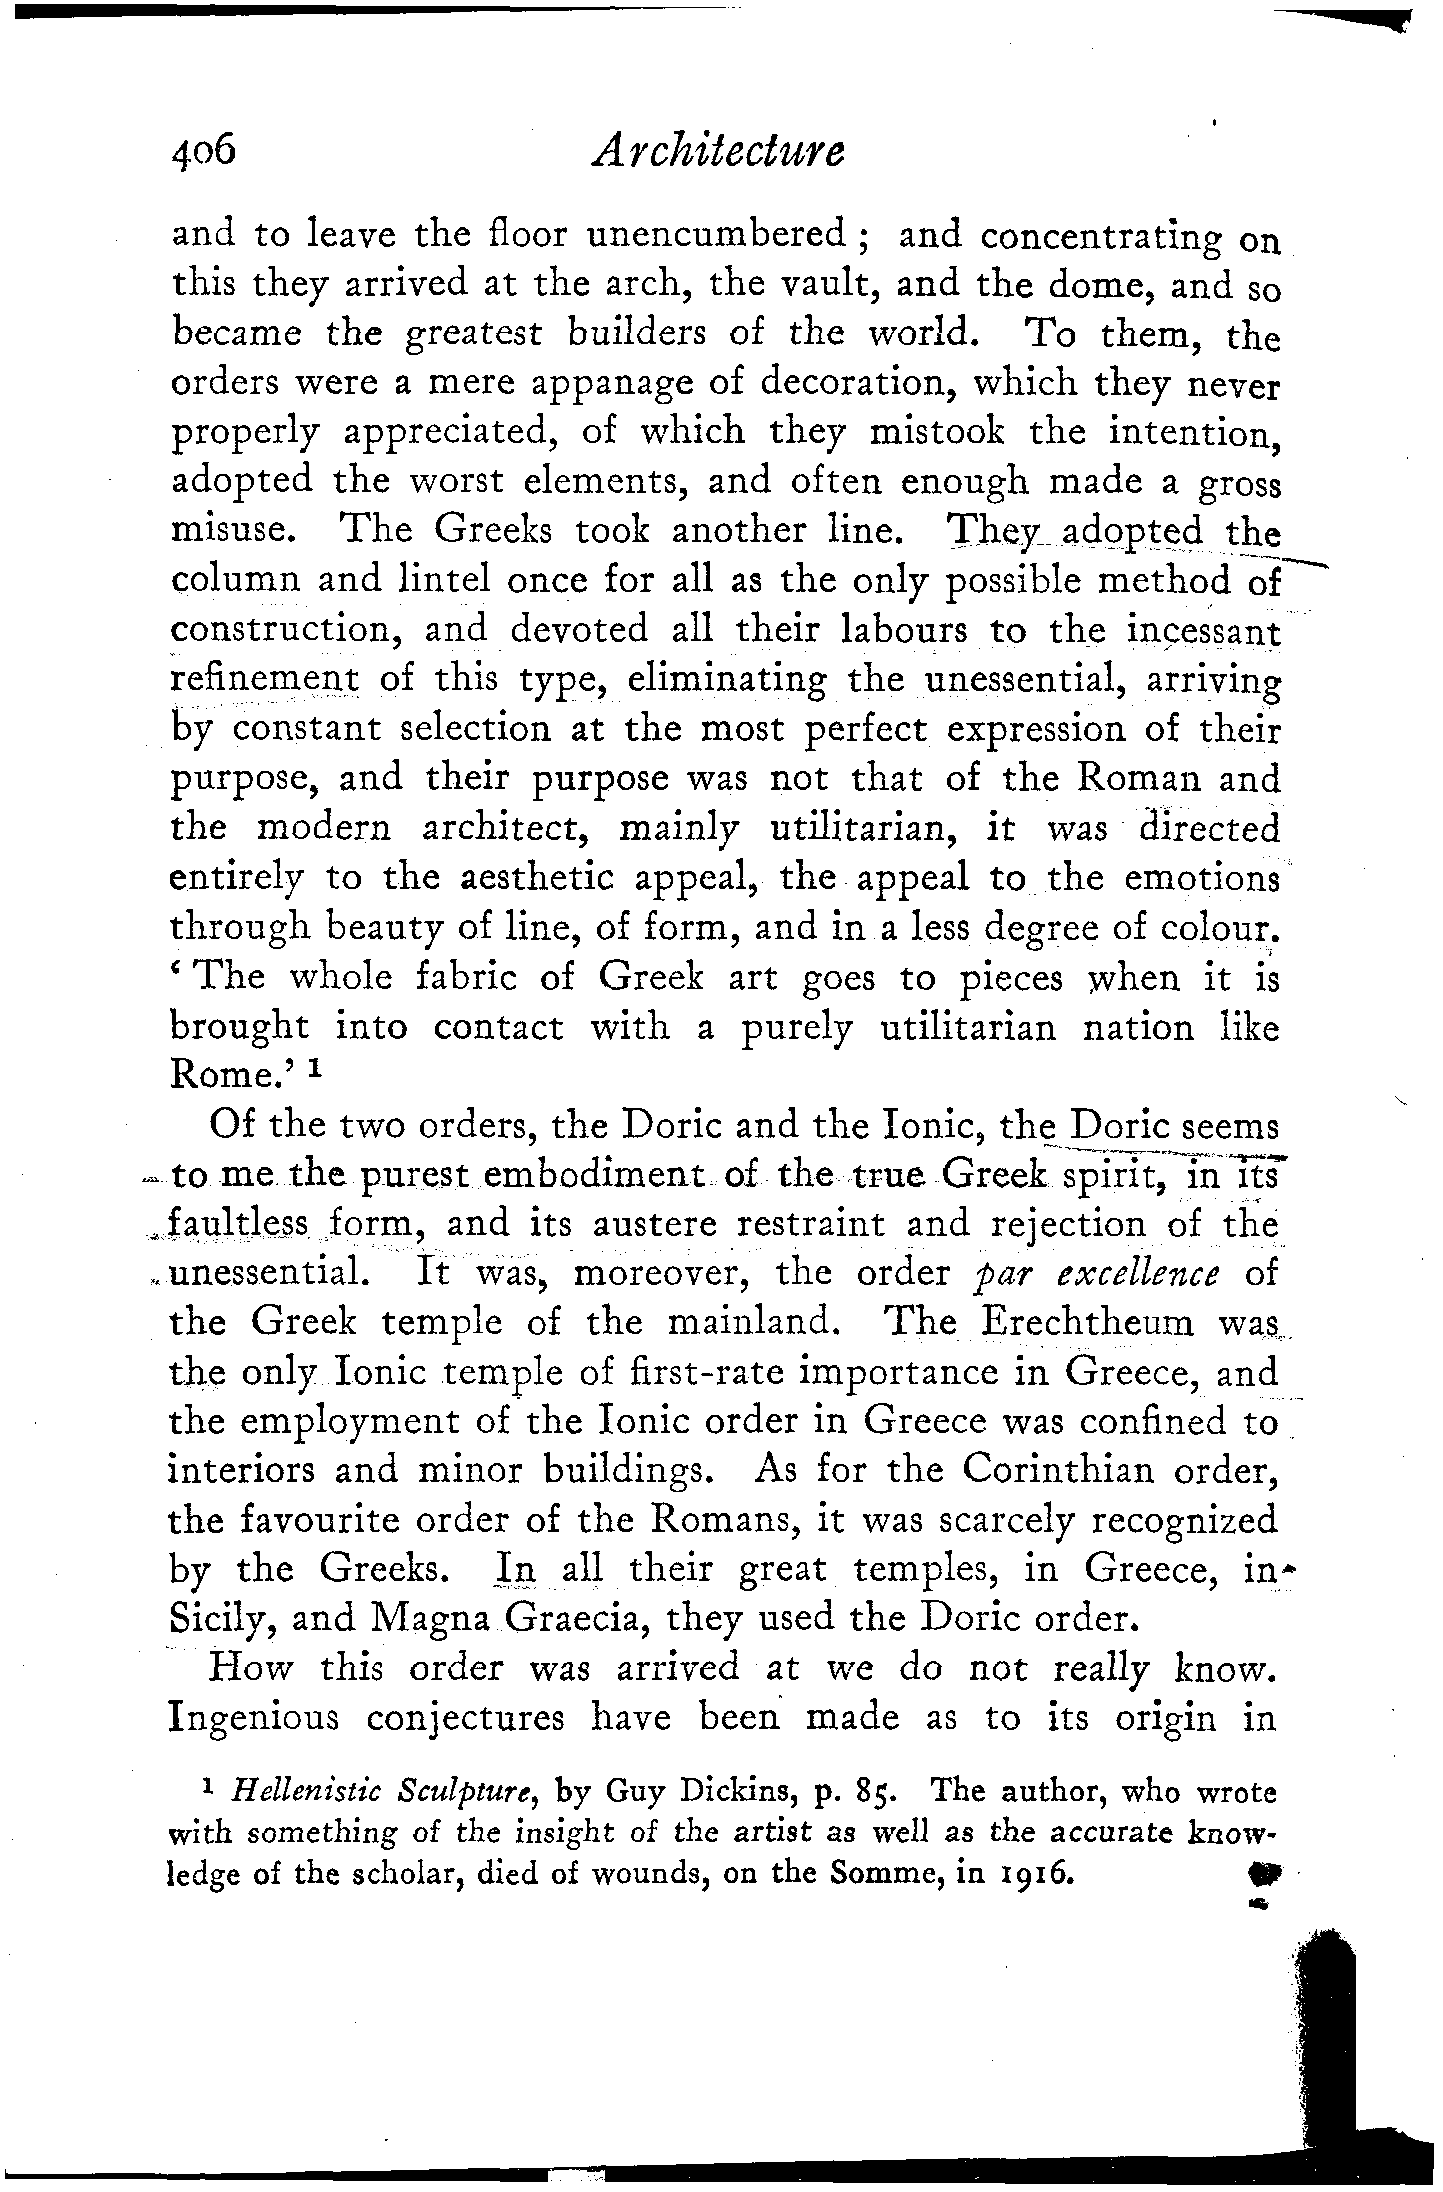 406 Architecture
and to leave the floor unencumbered ; and concentrating on
this they arrived at the arch, the vault, and the dome, and so
became the greatest builders of the world. To them, the
orders were a mere appanage of decoration, which they never
properly appreciated, of which they mistook the intention,
adopted the worst elements, and often enough made a gross
misuse. The Greeks took another line. They adopted the
column and lintel once for all as the only possible method of
construction, and devoted all their labours to the incessant
refinement of this type, eliminating the unessential, arriving
by constant selection at the most perfect expression of their
purpose, and their purpose was not that of the Roman and
the modern architect, mainly utilitarian, it was directed
entirely to the aesthetic appeal, the appeal to the emotions
through beauty of line, of form, and in a less degree of colour.
‘ The whole fabric of Greek art goes to pieces when it is
brought into contact with a purely utilitarian nation like
Rome.’ ¹
Of the two orders, the Doric and the Ionic, the Doric seems
to me the purest embodiment of the true Greek spirit, in its
faultless form, and its austere restraint and rejection of the
unessential. It was, moreover, the order par excellence of
the Greek temple of the mainland. The Erechtheum was
the only Ionic temple of first-rate importance in Greece, and
the employment of the Ionic order in Greece was confined to
interiors and minor buildings. As for the Corinthian order,
the favourite order of the Romans, it was scarcely recognized
by the Greeks. In all their great temples, in Greece, in
Sicily, and Magna Graecia, they used the Doric order.
How this order was arrived at we do not really know.
Ingenious conjectures have been made as to its origin in
¹ Hellenistic Sculpture, by Guy Dickins, p. 85. The author, who wrote
with something of the insight of the artist as well as the accurate know-
ledge of the scholar, died of wounds, on the Somme, in 1916.